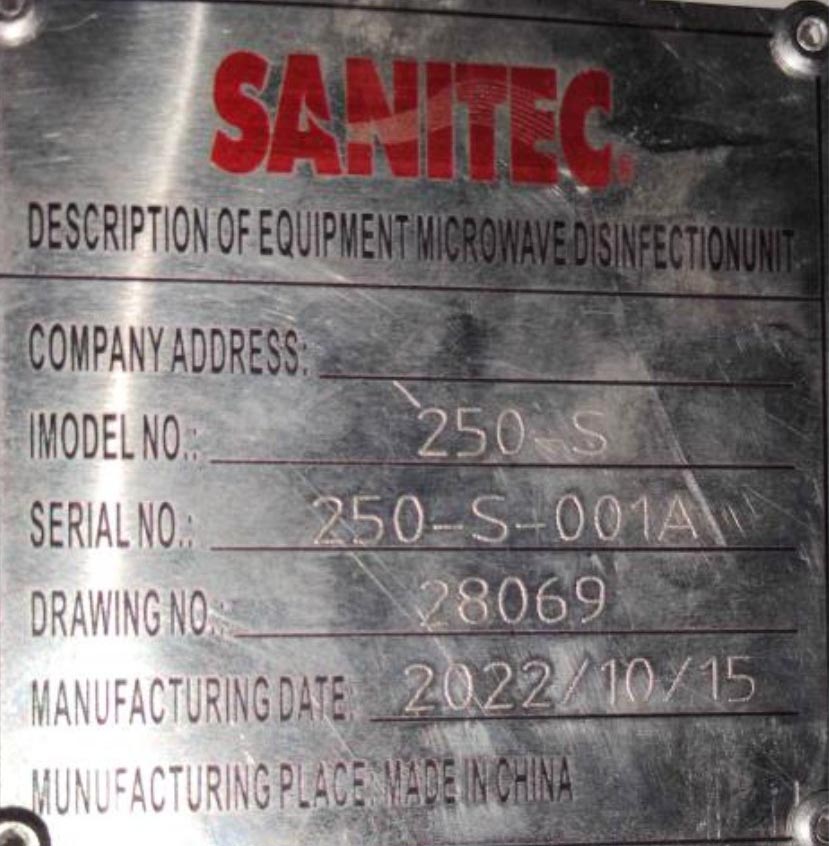 SANITEC®
DESCRIPTION OF EQUIPMENT MICROWAVE DISINFECTIONUNIT
COMPANY ADDRESS:
IMODEL NO.: 250-S
SERIAL NO.: 250-S-001A
DRAWING NO.: 28069
MANUFACTURING DATE: 2022/10/15
MUNUFACTURING PLACE: MADE IN CHINA